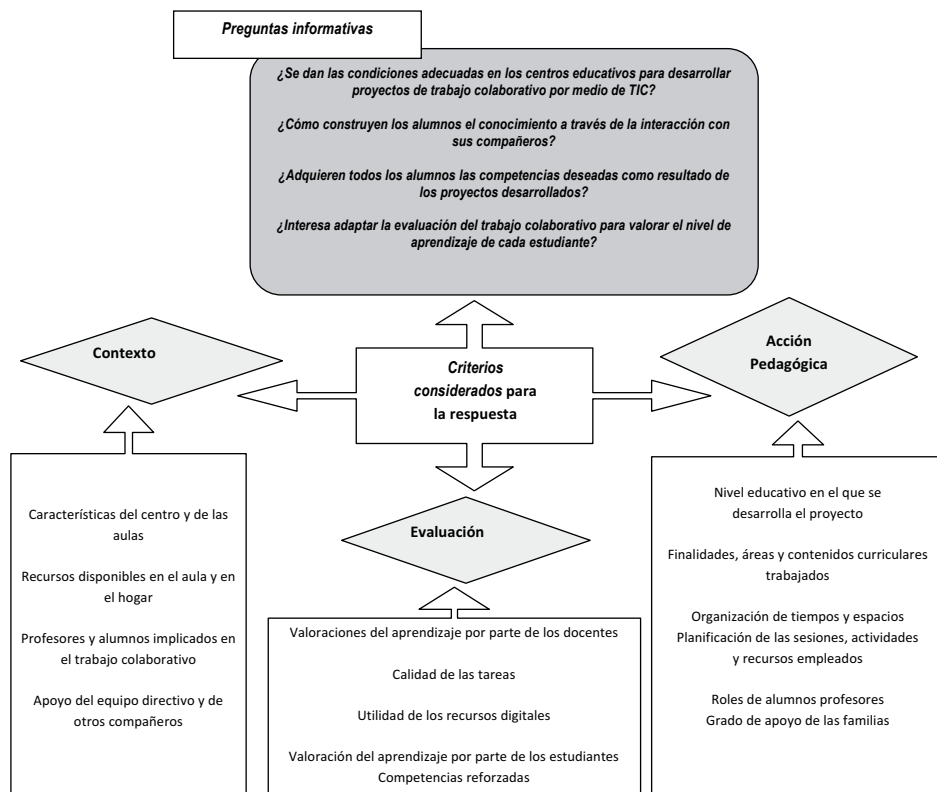 Preguntas informativas
¿Se dan las condiciones adecuadas en los centros educativos para desarrollar
proyectos de trabajo colaborativo por medio de TIC?
¿Cómo construyen los alumnos el conocimiento a través de la interacción con
sus compañeros?
¿Adquieren todos los alumnos las competencias deseadas como resultado de
los proyectos desarrollados?
¿Interesa adaptar la evaluación del trabajo colaborativo para valorar el nivel de
aprendizaje de cada estudiante?
Contexto
Criterios
considerados para
la respuesta
Acción
Pedagógica
Evaluación
Características del centro y de las
aulas
Recursos disponibles en el aula y en
el hogar
Profesores y alumnos implicados en
el trabajo colaborativo
Apoyo del equipo directivo y de
otros compañeros
Valoraciones del aprendizaje por parte de los docentes
Calidad de las tareas
Utilidad de los recursos digitales
Valoración del aprendizaje por parte de los estudiantes
Competencias reforzadas
Nivel educativo en el que se
desarrolla el proyecto
Finalidades, áreas y contenidos curriculares
trabajados
Organización de tiempos y espacios
Planificación de las sesiones, actividades
y recursos empleados
Roles de alumnos profesores
Grado de apoyo de las familias